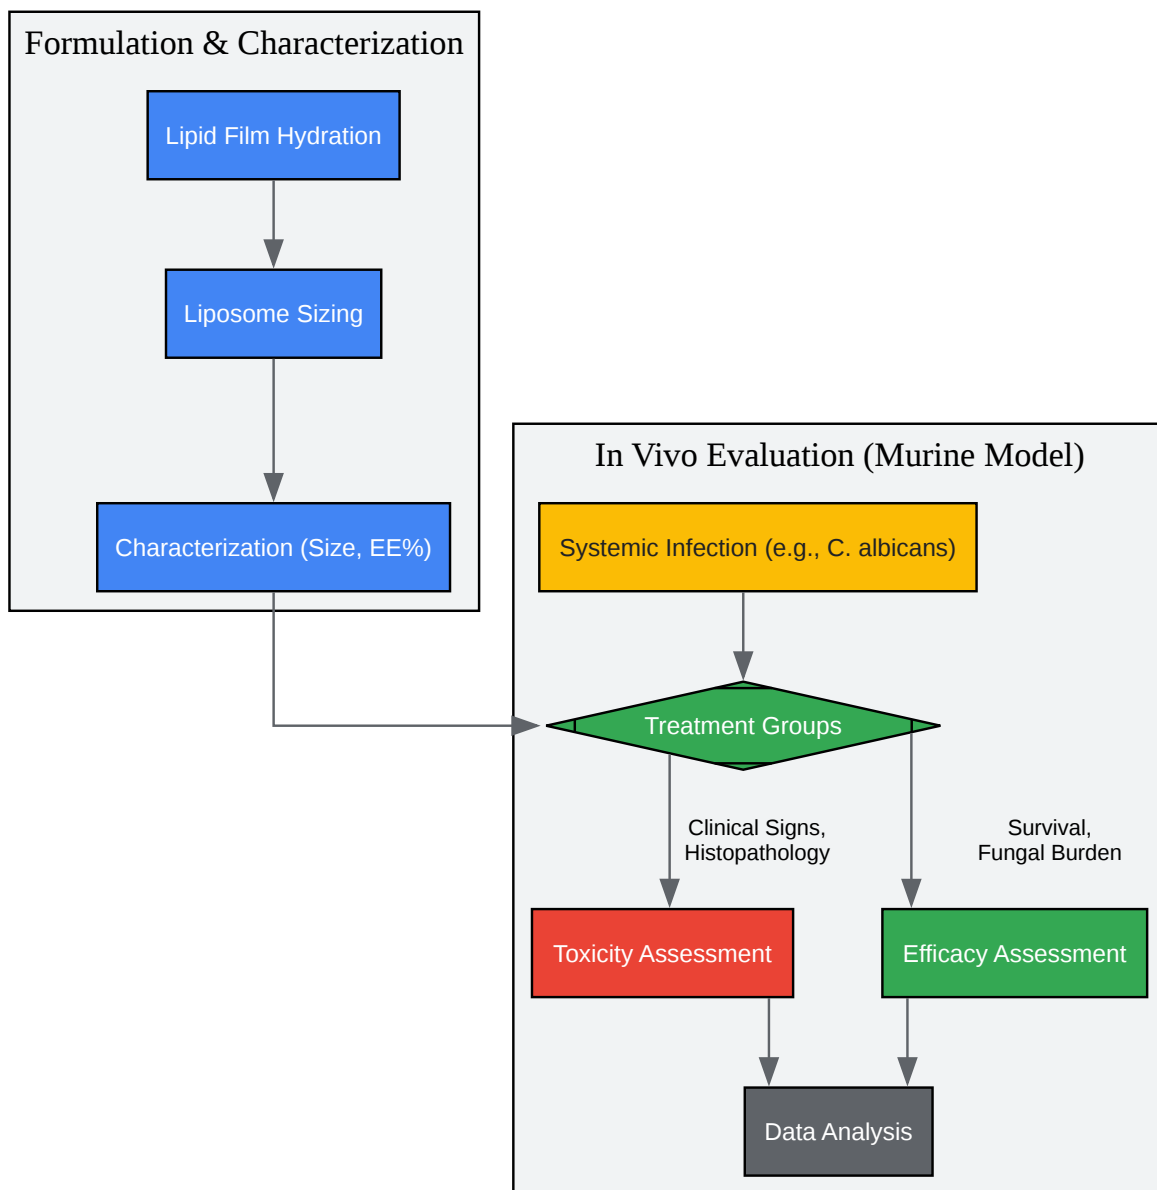 Formulation & Characterization
Lipid Film Hydration
Liposome Sizing
Characterization (Size, EE%)
In Vivo Evaluation (Murine Model)
Systemic Infection (e.g., C. albicans)
Treatment Groups
Clinical Signs,
Histopathology
Survival,
Fungal Burden
Toxicity Assessment
Efficacy Assessment
Data Analysis